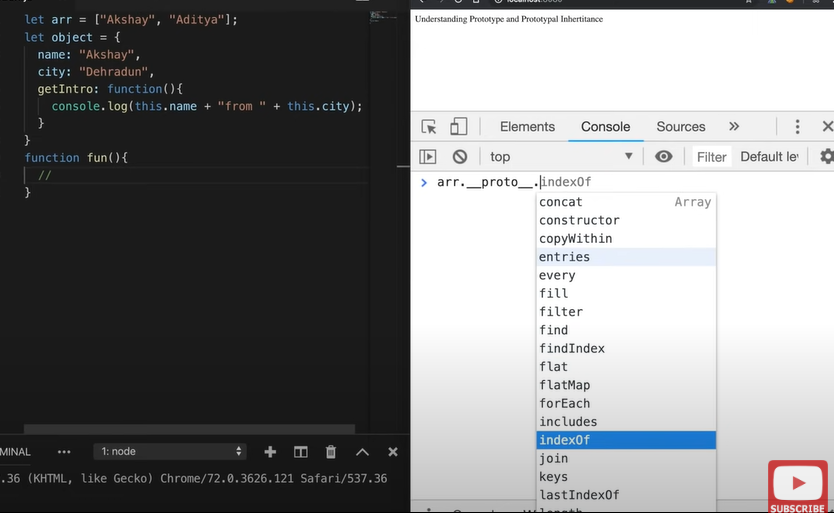 let arr = ["Akshay", "Aditya"];
let object = {
name: "Akshay",
city: "Dehradun",
getIntro: function(){
console.log(this.name + "from " + this.city);
}
}
function fun(){
//
}
MINAL
1: node
.36 (KHTML, like Gecko) Chrome/72.0.3626.121 Safari/537.36
Understanding Prototype and Prototypal Inhertitance
Elements Console Sources
top Filter Default le
> arr.__proto__.indexOf
concat Array
constructor
copyWithin
entries
every
fill
filter
find
findIndex
flat
flatMap
forEach
includes
indexOf
join
keys
lastIndexOf
length
SUBSCRIBE